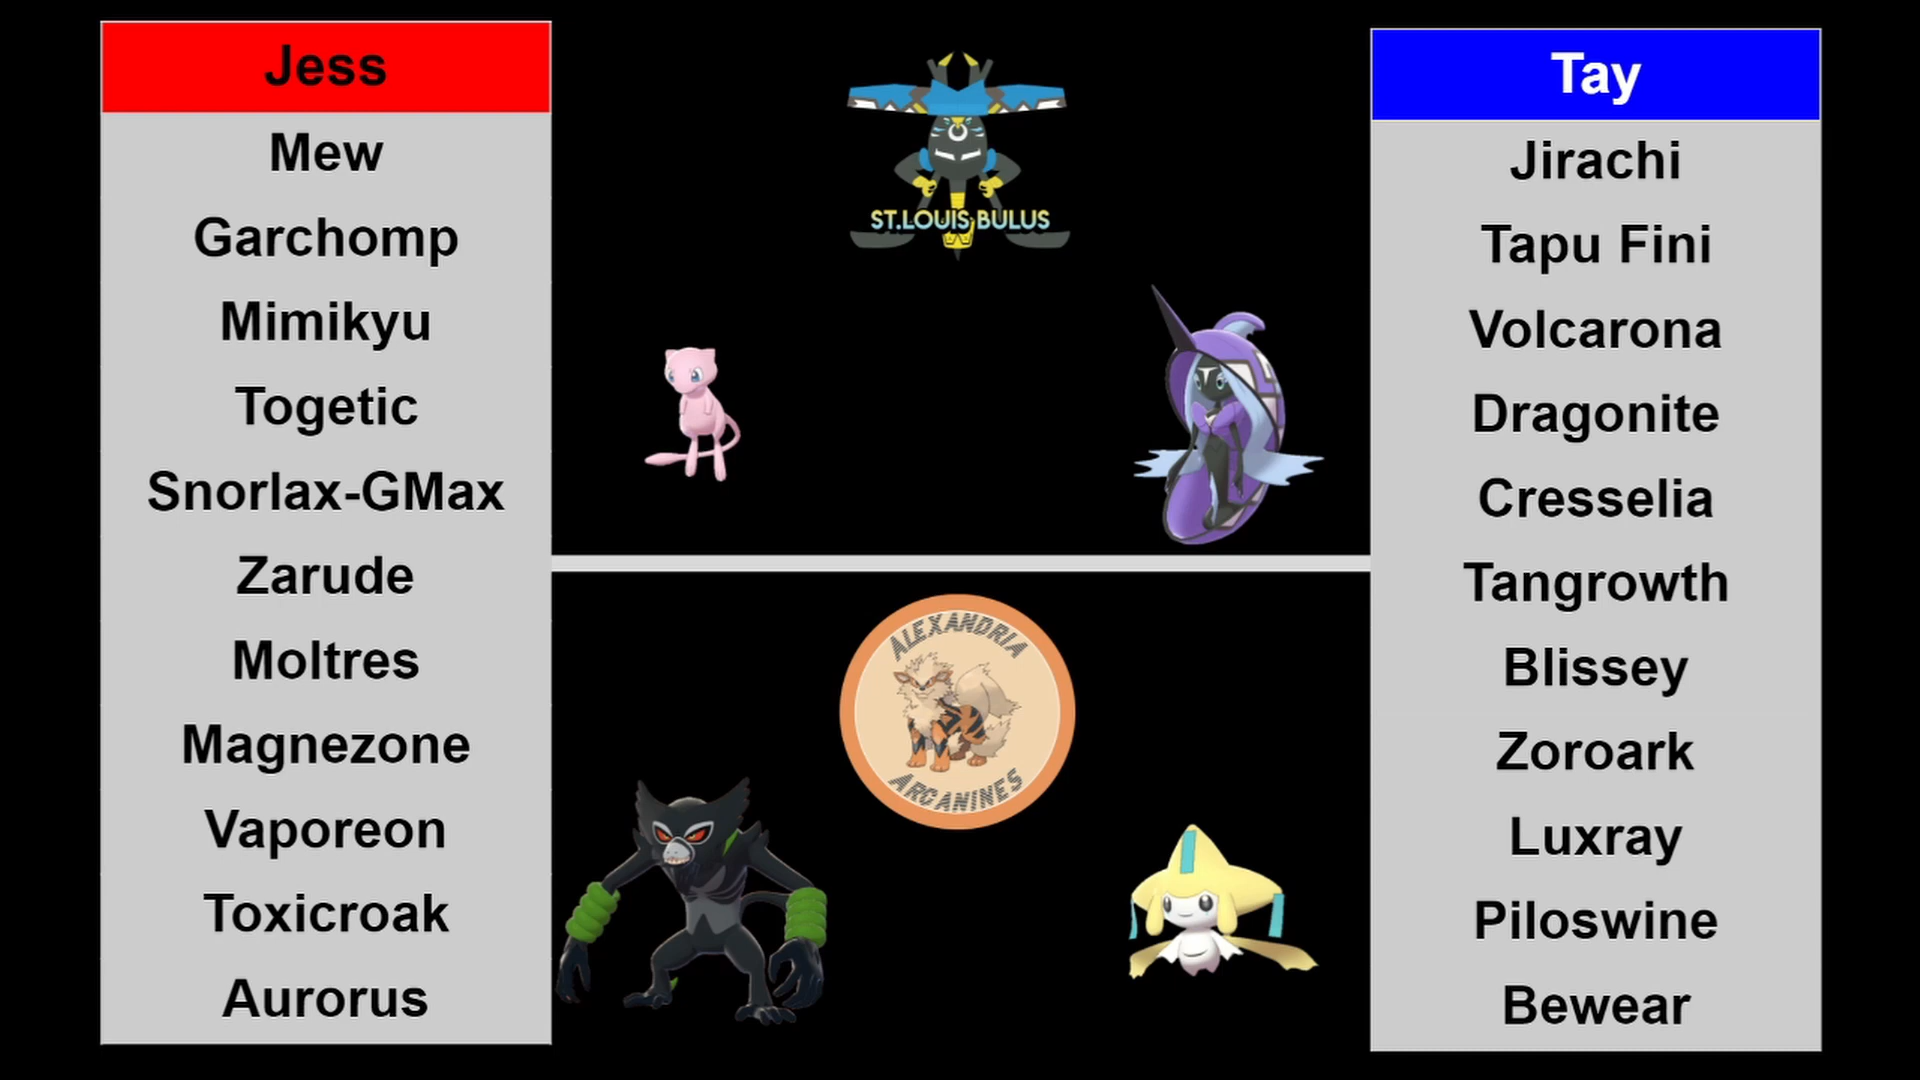 Jess
Mew
Garchomp
Mimikyu
Togetic
Snorlax-GMax
Zarude
Moltres
Magnezone
Vaporeon
Toxicroak
Aurorus
ST.LOUIS BULUS
ALEXANDRIA
ARCANINES
Tay
Jirachi
Tapu Fini
Volcarona
Dragonite
Cresselia
Tangrowth
Blissey
Zoroark
Luxray
Piloswine
Bewear